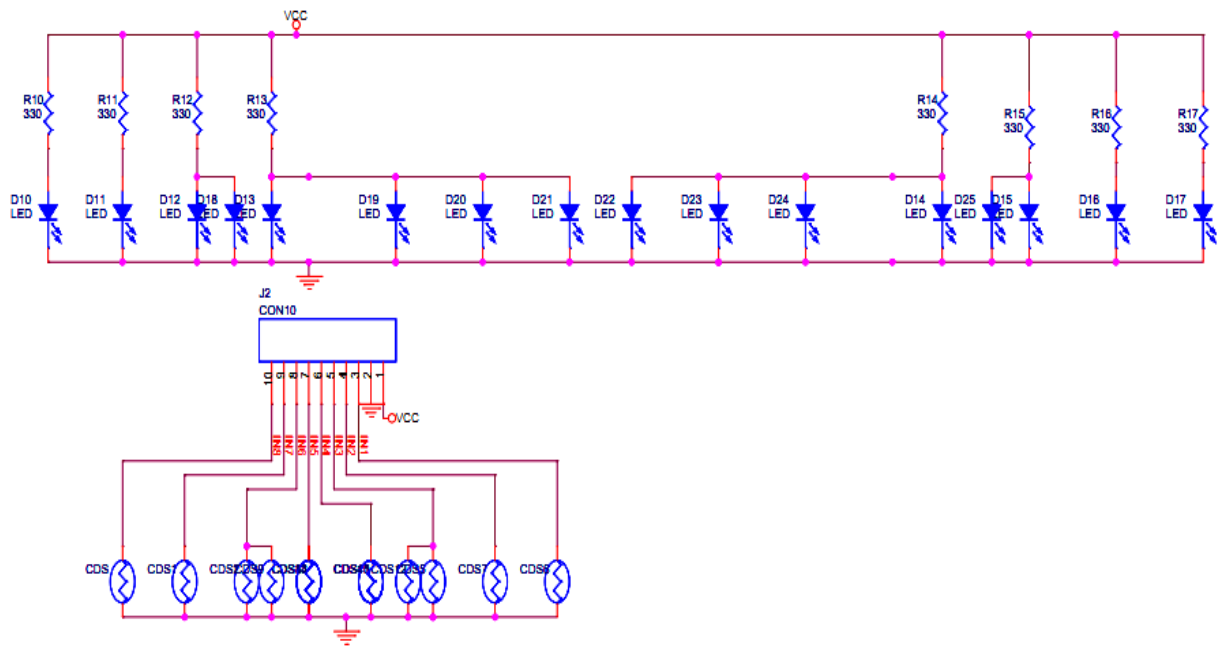 VCC
R10
330
R11
330
R12
330
R13
330
R14
330
R15
330
R16
330
R17
330
D10
LED
D11
LED
D12
LED
D18
LED
D13
LED
D19
LED
D20
LED
D21
LED
D22
LED
D23
LED
D24
LED
D14
LED
D25
LED
D15
LED
D16
LED
D17
LED
J2
CON10
10
9
8
7
6
5
4
3
2
1
VCC
IN8
IN7
IN6
IN5
IN4
IN3
IN2
IN1
CDS
CDS1
CDS7
CDS6